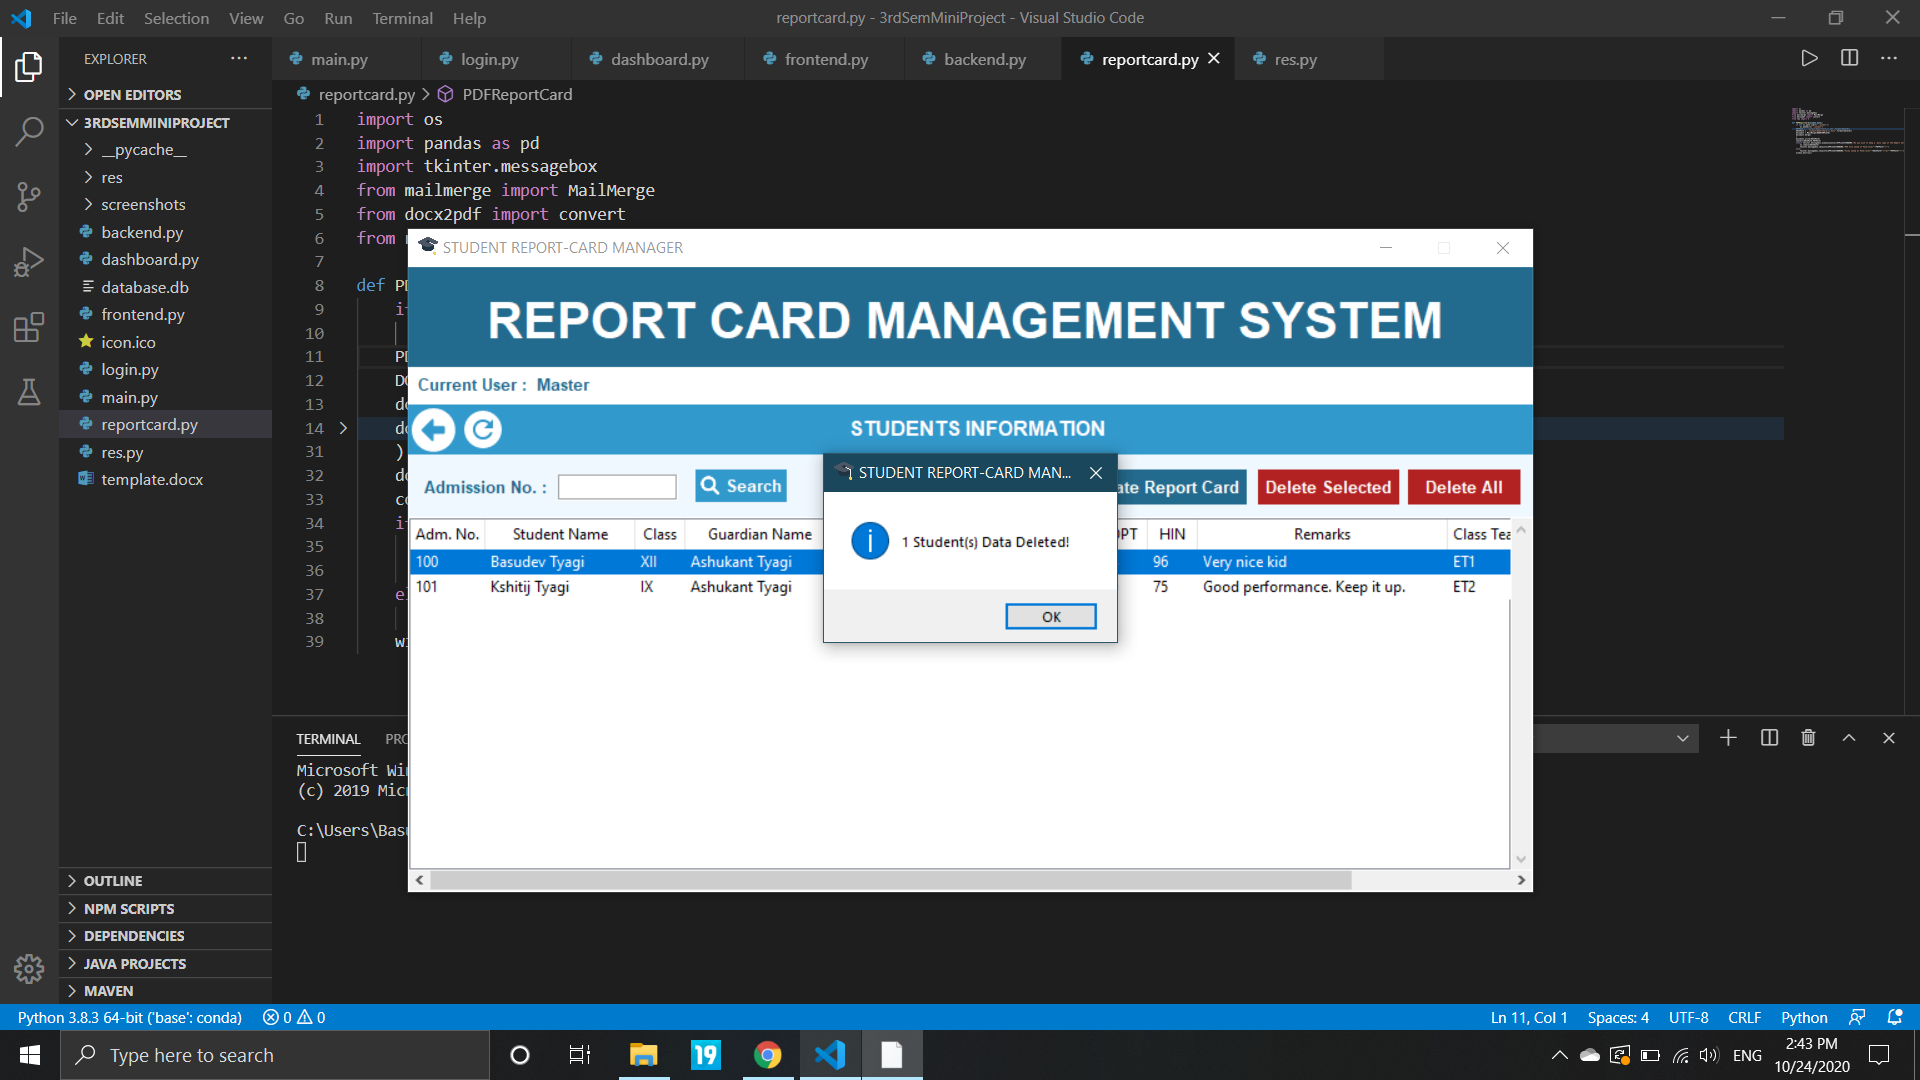 File Edit Selection View Go Run Terminal Help
reportcard.py - 3rdSemMiniProject - Visual Studio Code
EXPLORER
main.py
login.py
dashboard.py
frontend.py
backend.py
reportcard.py
res.py
OPEN EDITORS
3RDSEMMINIPROJECT
__pycache__
res
screenshots
backend.py
dashboard.py
database.db
frontend.py
icon.ico
login.py
main.py
reportcard.py
res.py
template.docx
OUTLINE
NPM SCRIPTS
DEPENDENCIES
JAVA PROJECTS
MAVEN
reportcard.py > PDFReportCard
1 import os
2 import pandas as pd
3 import tkinter.messagebox
4 from mailmerge import MailMerge
5 from docx2pdf import convert
6 from
7
8 def
9
10
11
12
13
14
31 )
32
33
34
35
36
37
38
39
STUDENT REPORT-CARD MANAGER
REPORT CARD MANAGEMENT SYSTEM
Current User : Master
STUDENTS INFORMATION
Admission No. :
Search
ate Report Card
Delete Selected
Delete All
Adm. No. Student Name Class Guardian Name PT HIN Remarks Class Tea
100 Basudev Tyagi XII Ashukant Tyagi 96 Very nice kid ET1
101 Kshitij Tyagi IX Ashukant Tyagi 75 Good performance. Keep it up. ET2
STUDENT REPORT-CARD MAN...
1 Student(s) Data Deleted!
OK
TERMINAL PRO
Microsoft Win
(c) 2019 Micr
C:\Users\Basu
Python 3.8.3 64-bit ('base': conda) 0 0
Ln 11, Col 1 Spaces: 4 UTF-8 CRLF Python
Type here to search
19
ENG
2:43 PM
10/24/2020